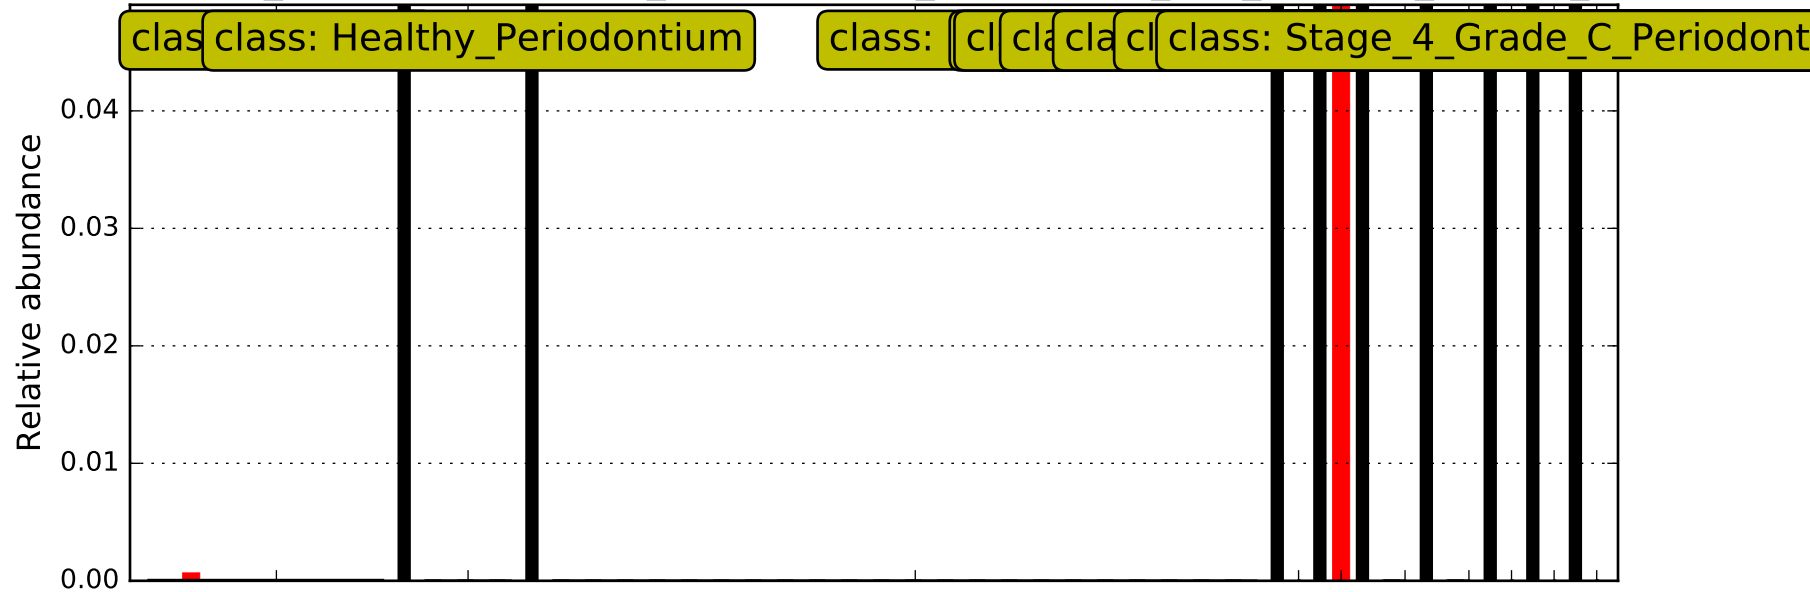 class: Healthy_Periodontium
class:
class: Stage_4_Grade_C_Periodont
0.04
0.03
0.02
0.01
0.00
Relative abundance